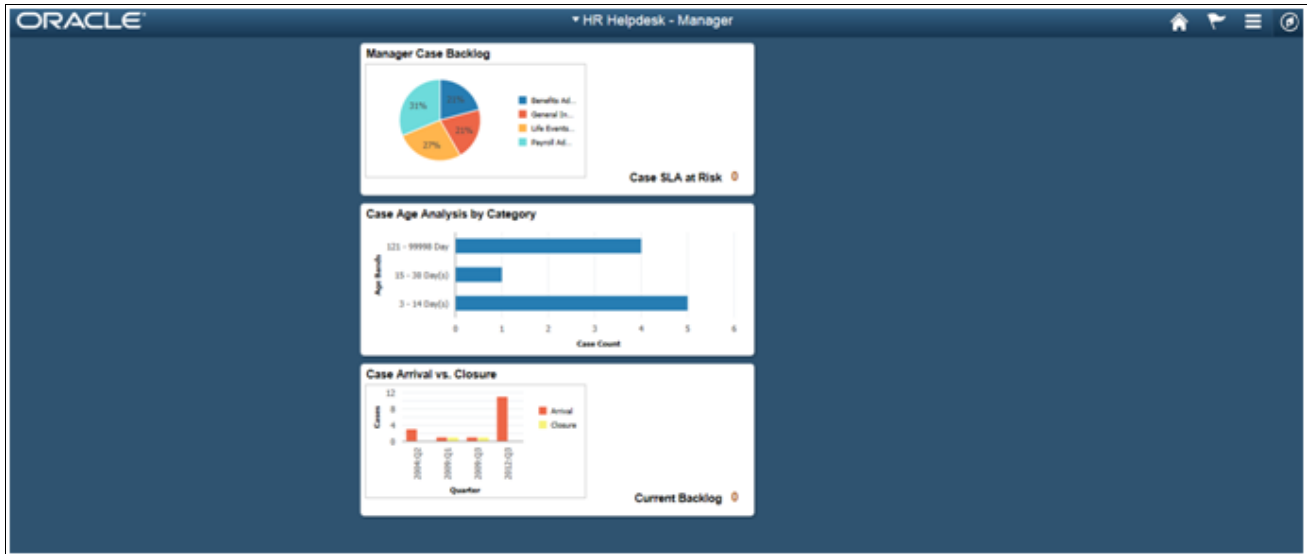 ORACLE
HR Helpdesk - Manager
Manager Case Backlog
31%
21%
21%
27%
Benefits Ad...
General In...
Life Events...
Payroll Ad...
Case SLA at Risk 0
Case Age Analysis by Category
Age Bands
121 - 99998 Day
15 - 30 Day(s)
3 - 14 Day(s)
0 1 2 3 4 5 6
Case Count
Case Arrival vs. Closure
Cases
12
8
4
0
Arrival
Closure
2004:Q2
2009:Q1
2009:Q3
2012:Q3
Quarter
Current Backlog 0